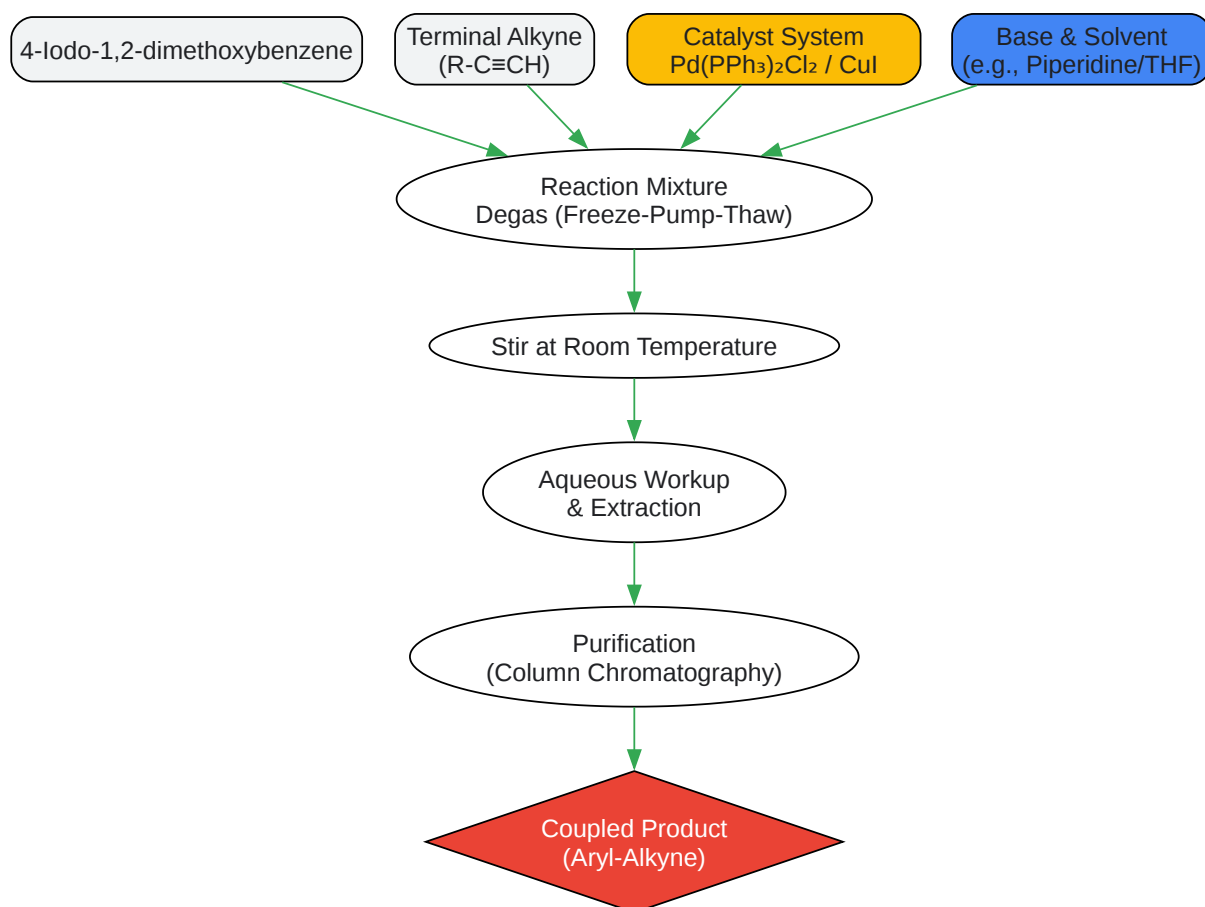 4-Iodo-1,2-dimethoxybenzene
Terminal Alkyne
(R-C≡CH)
Catalyst System
Pd(PPh₃)₂Cl₂ / CuI
Base & Solvent
(e.g., Piperidine/THF)
Reaction Mixture
Degas (Freeze-Pump-Thaw)
Stir at Room Temperature
Aqueous Workup
& Extraction
Purification
(Column Chromatography)
Coupled Product
(Aryl-Alkyne)